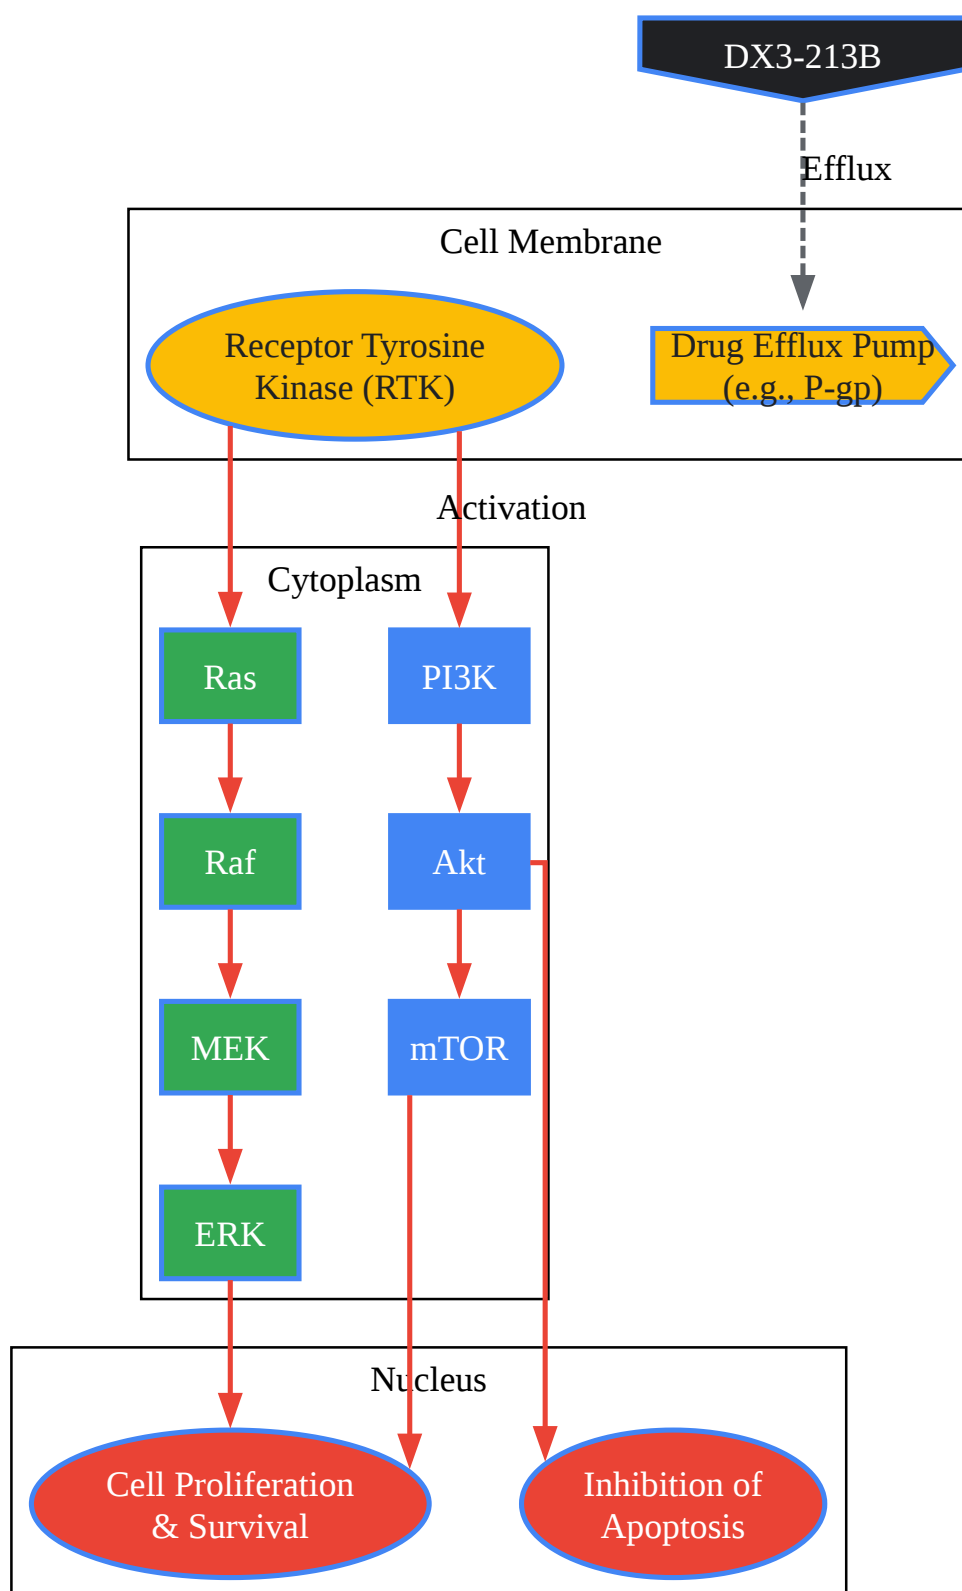 DX3-213B
Efflux
Cell Membrane
Receptor Tyrosine
Kinase (RTK)
Drug Efflux Pump
(e.g., P-gp)
Activation
Cytoplasm
Ras
PI3K
Raf
Akt
MEK
mTOR
ERK
Nucleus
Cell Proliferation
& Survival
Inhibition of
Apoptosis